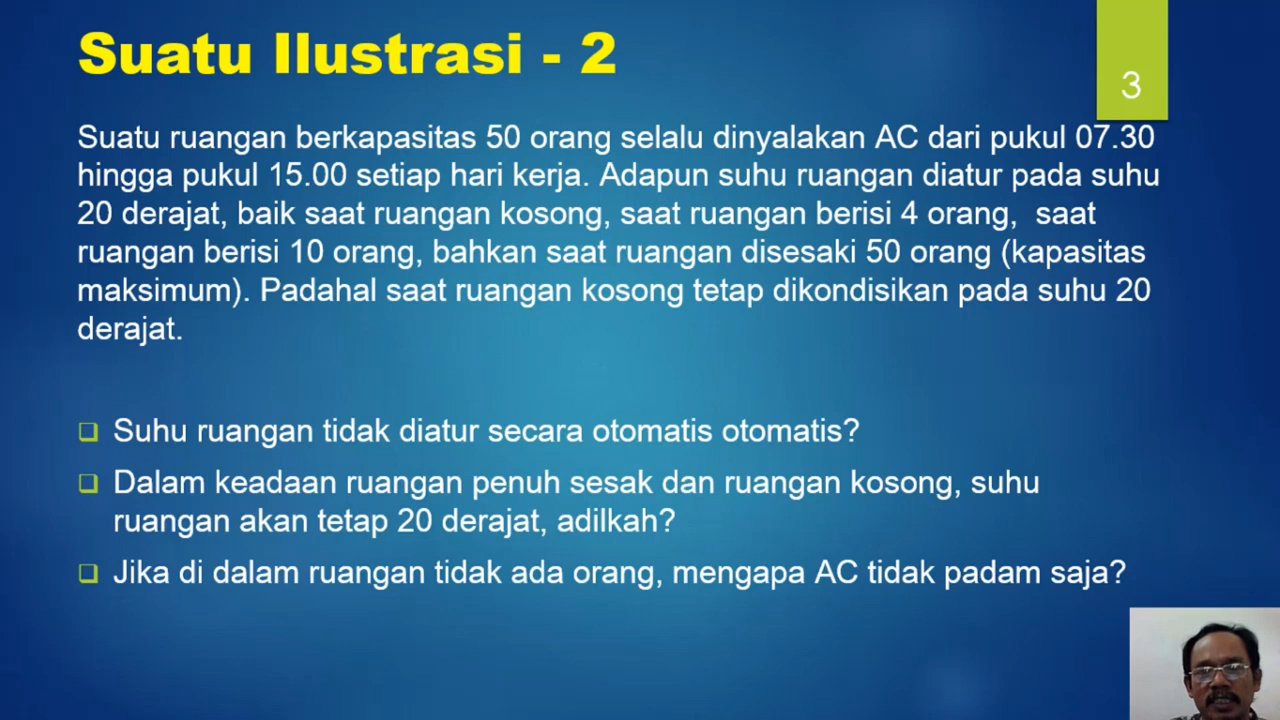 Suatu Ilustrasi - 2
3
Suatu ruangan berkapasitas 50 orang selalu dinyalakan AC dari pukul 07.30
hingga pukul 15.00 setiap hari kerja. Adapun suhu ruangan diatur pada suhu
20 derajat, baik saat ruangan kosong, saat ruangan berisi 4 orang, saat
ruangan berisi 10 orang, bahkan saat ruangan disesaki 50 orang (kapasitas
maksimum). Padahal saat ruangan kosong tetap dikondisikan pada suhu 20
derajat.
Suhu ruangan tidak diatur secara otomatis otomatis?
Dalam keadaan ruangan penuh sesak dan ruangan kosong, suhu
ruangan akan tetap 20 derajat, adilkah?
Jika di dalam ruangan tidak ada orang, mengapa AC tidak padam saja?